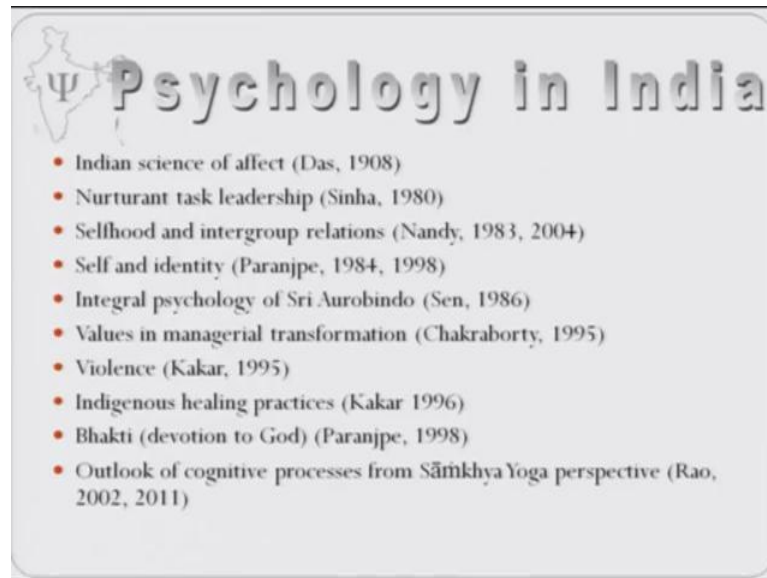 Ψ Psychology in India
• Indian science of affect (Das, 1908)
• Nurturant task leadership (Sinha, 1980)
• Selfhood and intergroup relations (Nandy, 1983, 2004)
• Self and identity (Paranjpe, 1984, 1998)
• Integral psychology of Sri Aurobindo (Sen, 1986)
• Values in managerial transformation (Chakraborty, 1995)
• Violence (Kakar, 1995)
• Indigenous healing practices (Kakar 1996)
• Bhakti (devotion to God) (Paranjpe, 1998)
• Outlook of cognitive processes from Sāṁkhya Yoga perspective (Rao,
2002, 2011)